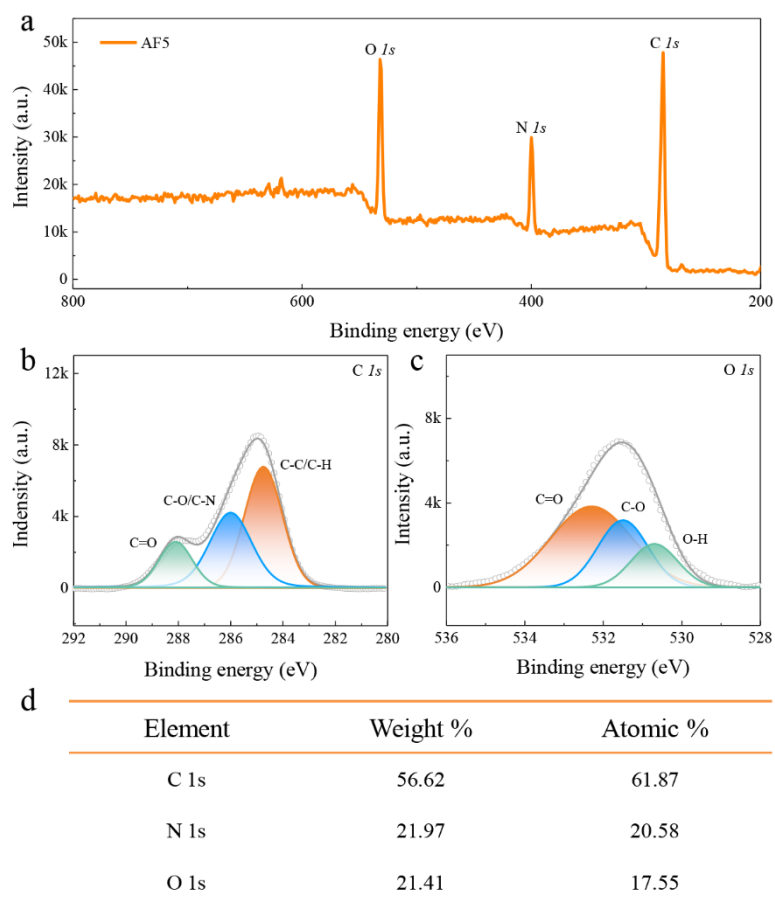 a
50k
40k
30k
20k
10k
0
Intensity (a.u.)
AF5
O 1s
N 1s
C 1s
800
600
400
200
Binding energy (eV)
b
12k
8k
4k
0
Indensity (a.u.)
C 1s
C-C/C-H
C-O/C-N
C=O
292
290
288
286
284
282
280
Binding energy (eV)
c
8k
4k
0
Intensity (a.u.)
O 1s
C=O
C-O
O-H
536
534
532
530
528
Binding energy (eV)
d
Element Weight % Atomic %
C 1s 56.62 61.87
N 1s 21.97 20.58
O 1s 21.41 17.55